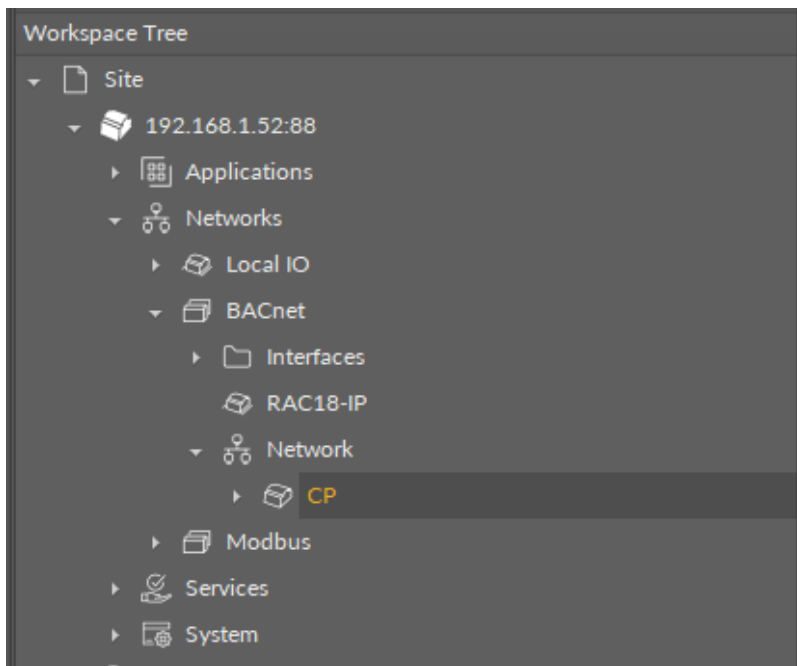 Workspace Tree
Site
192.168.1.52:88
Applications
Networks
Local IO
BACnet
Interfaces
RAC18-IP
Network
CP
Modbus
Services
System